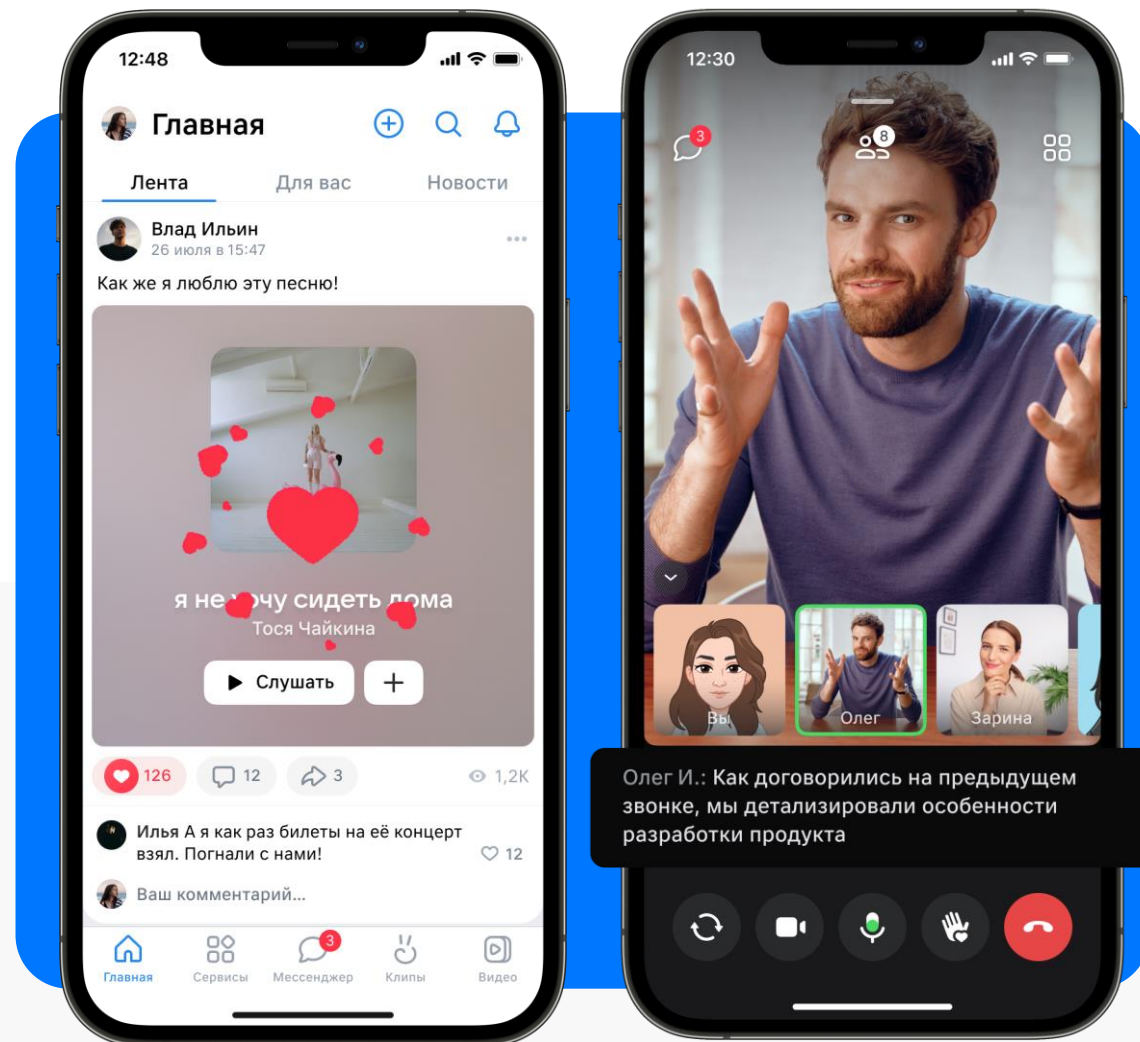 12:48
Главная
Лента Для вас Новости
Влад Ильин
26 июля в 15:47
Как же я люблю эту песню!
я не хочу сидеть дома
Тося Чайкина
Слушать
126 12 3 1,2K
Илья А я как раз билеты на её концерт
взял. Погнали с нами!
12
Ваш комментарий...
3
Главная Сервисы Мессенджер Клипы Видео
12:30
3 8
Вы Олег Зарина
Олег И.: Как договорились на предыдущем
звонке, мы детализировали особенности
разработки продукта